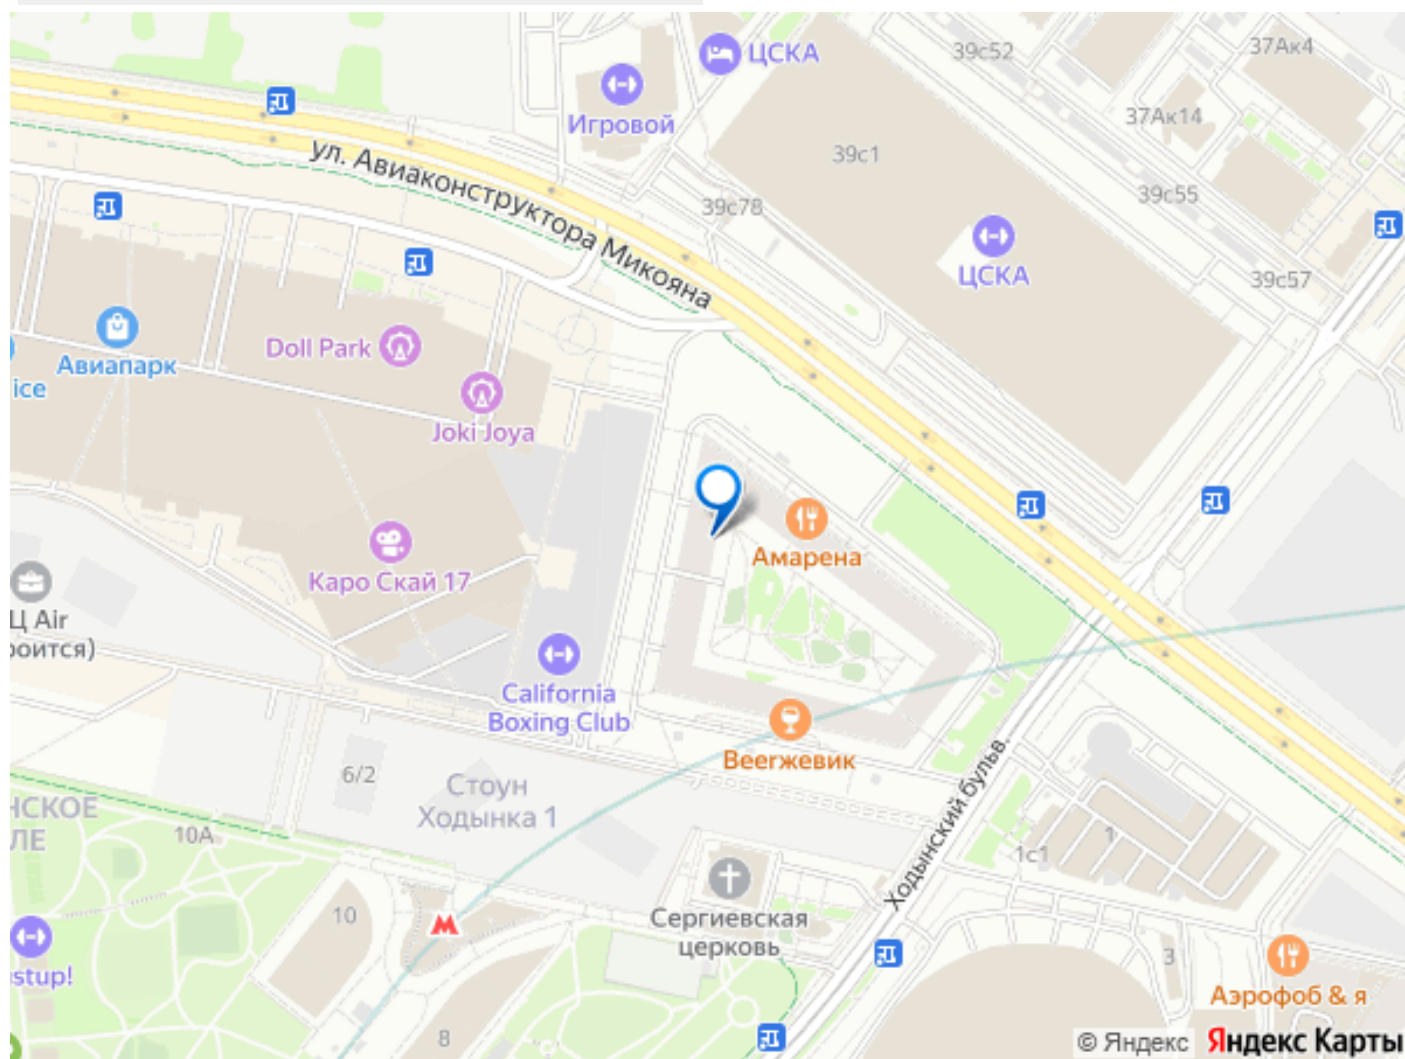 ЦСКА
39с52
37Ак4
Игровой
39с1
37Ак14
ул. Авиаконструктора Микояна
39с78
39с55
ЦСКА
39с57
Doll Park
Авиапарк
ice
Joki Joya
Амарена
Каро Скай 17
Ц Air
роится)
California
Boxing Club
Beerжевик
Ходынский бульв.
6/2
Стоун
Ходынка 1
НСКОЕ
ЛЕ
10А
1
1с1
10
Сергиевская
церковь
stup!
3
Аэрофоб & я
8
© Яндекс Яндекс Карты